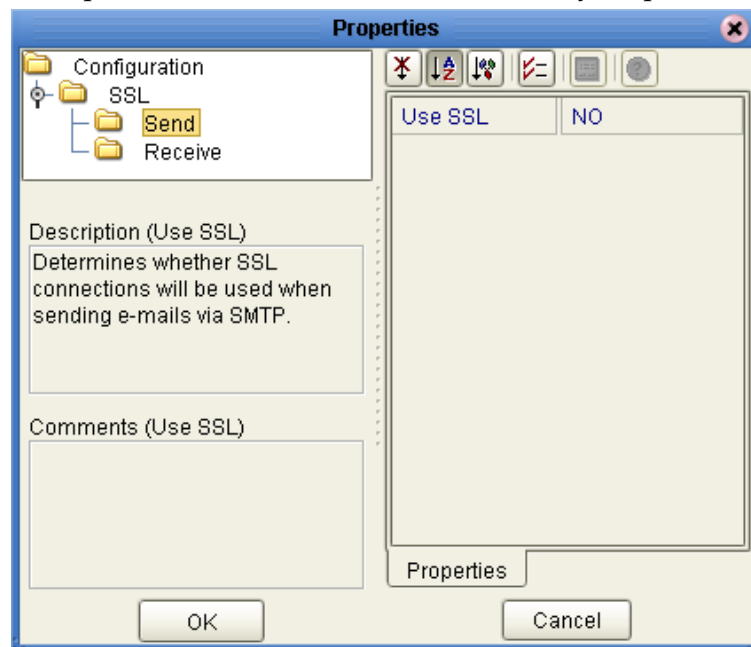 Properties
Configuration
SSL
Send
Receive
Use SSL NO
Description (Use SSL)
Determines whether SSL
connections will be used when
sending e-mails via SMTP.
Comments (Use SSL)
Properties
OK
Cancel